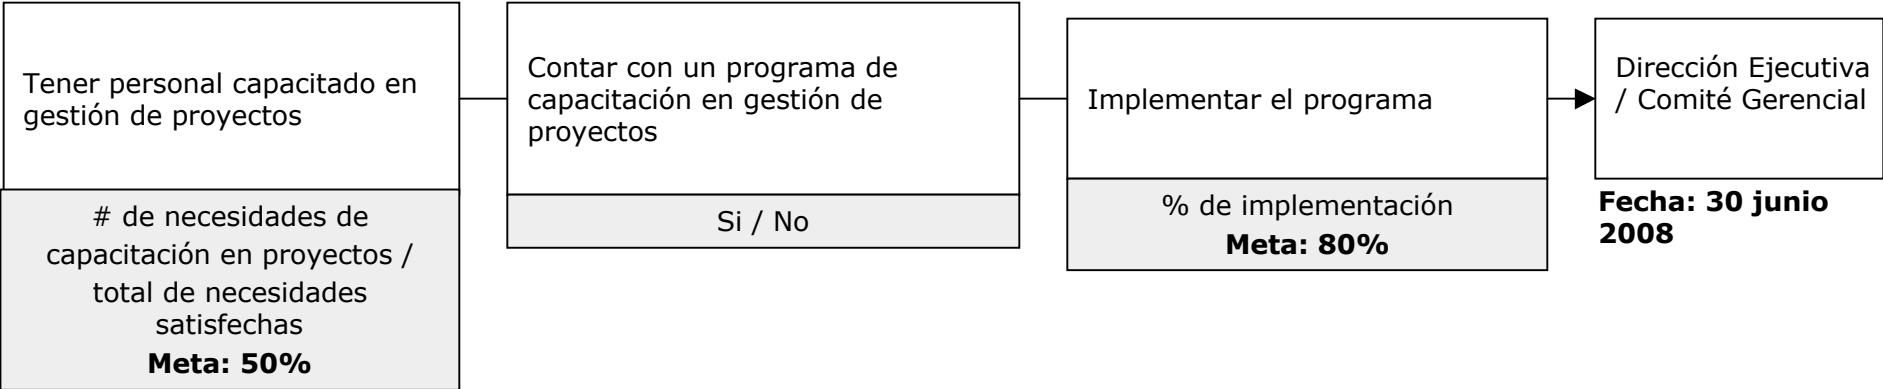 Tener personal capacitado en
gestión de proyectos
# de necesidades de
capacitación en proyectos /
total de necesidades
satisfechas
Meta: 50%
Contar con un programa de
capacitación en gestión de
proyectos
Si / No
Implementar el programa
% de implementación
Meta: 80%
Dirección Ejecutiva
/ Comité Gerencial
Fecha: 30 junio
2008